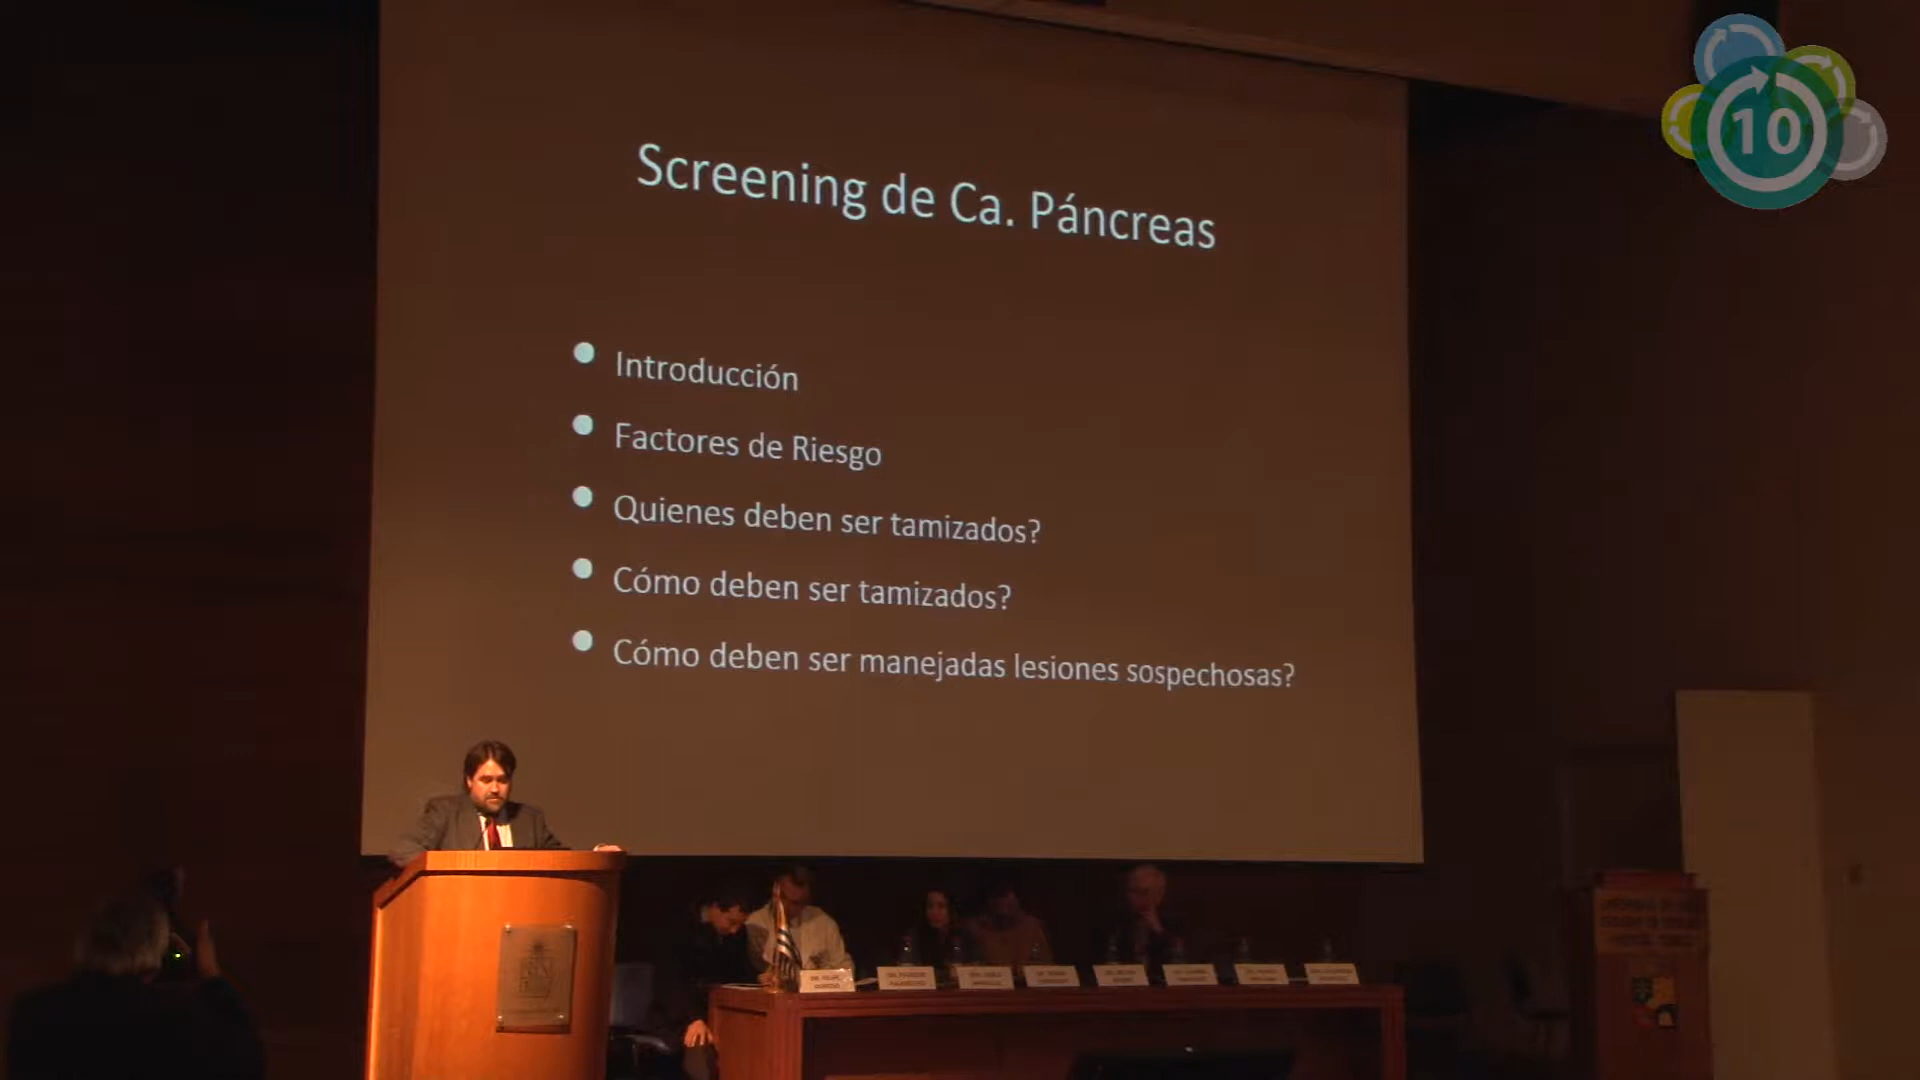 10
Screening de Ca. Páncreas
Introducción
Factores de Riesgo
Quienes deben ser tamizados?
Cómo deben ser tamizados?
Cómo deben ser manejadas lesiones sospechosas?